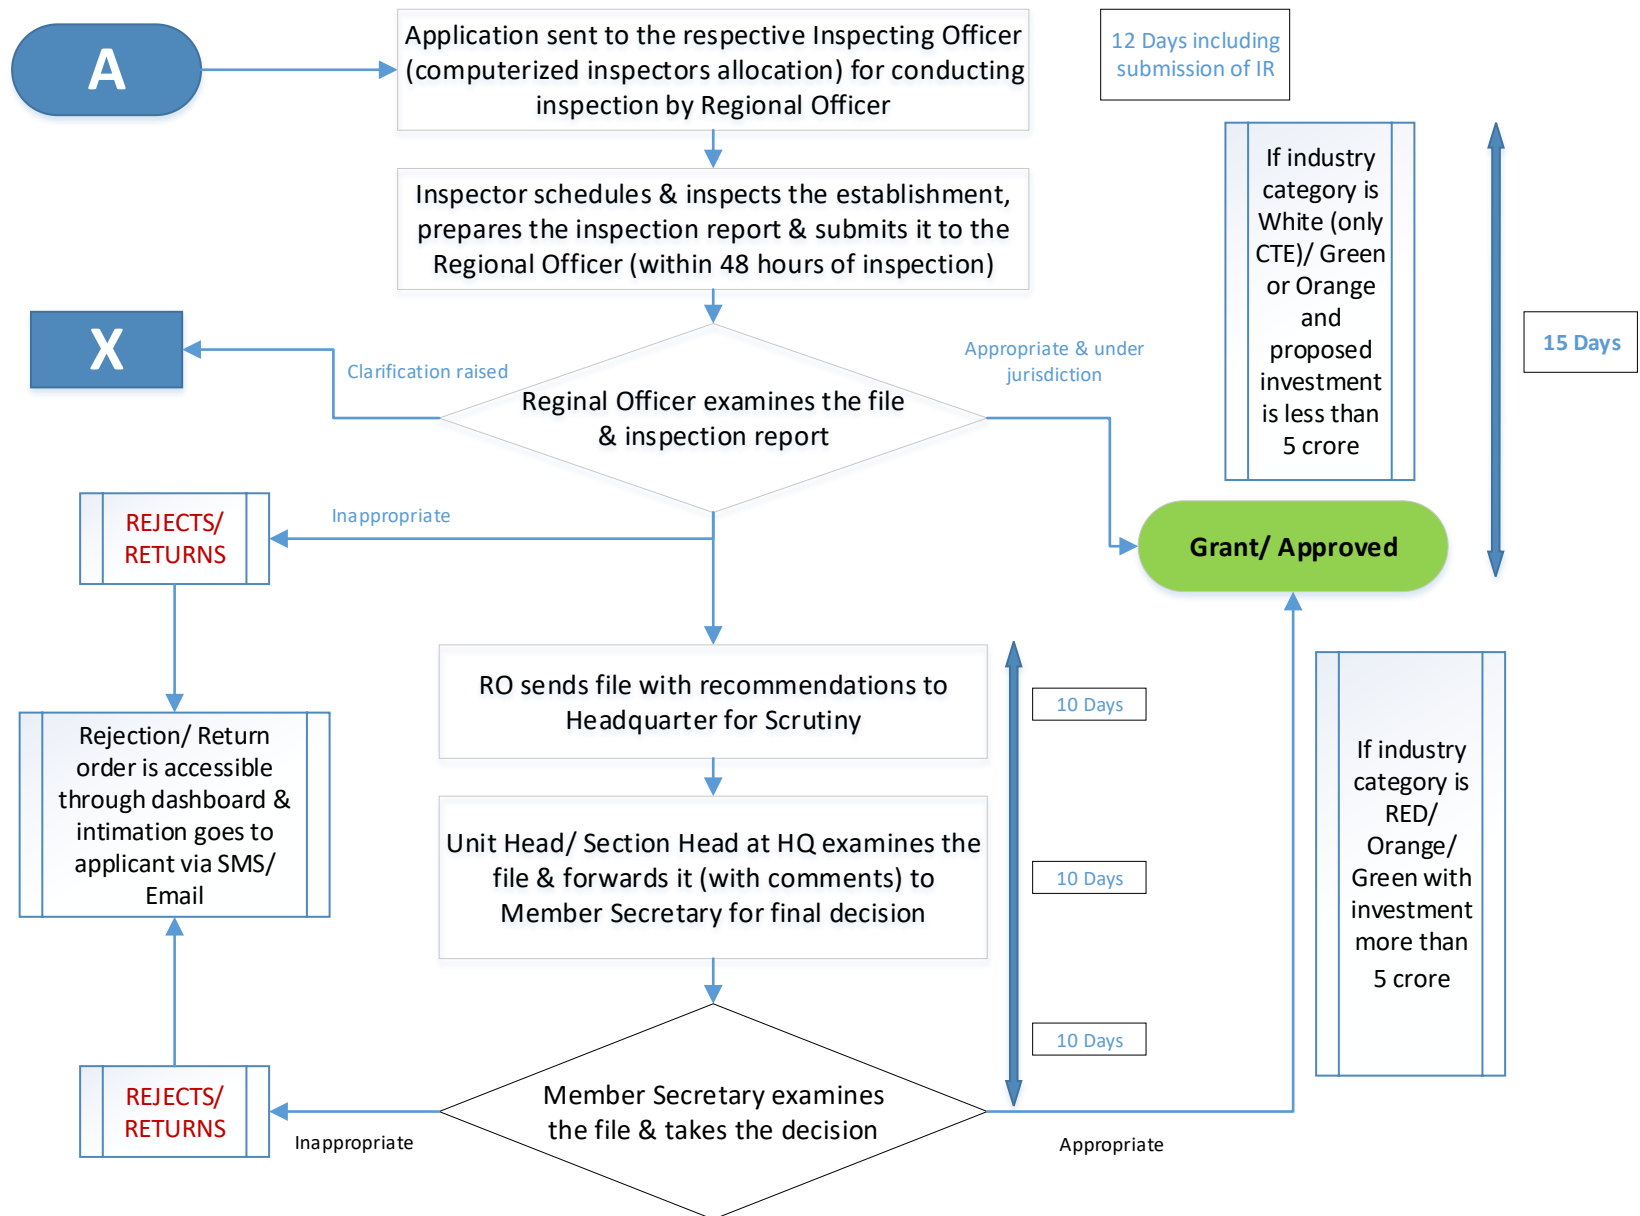 A
Application sent to the respective Inspecting Officer
(computerized inspectors allocation) for conducting
inspection by Regional Officer
12 Days including
submission of IR
Inspector schedules & inspects the establishment,
prepares the inspection report & submits it to the
Regional Officer (within 48 hours of inspection)
If industry
category is
White (only
CTE)/ Green
or Orange
and
proposed
investment
is less than
5 crore
15 Days
X
Clarification raised
Appropriate & under
jurisdiction
Reginal Officer examines the file
& inspection report
REJECTS/
RETURNS
Inappropriate
Grant/ Approved
RO sends file with recommendations to
Headquarter for Scrutiny
10 Days
Rejection/ Return
order is accessible
through dashboard &
intimation goes to
applicant via SMS/
Email
Unit Head/ Section Head at HQ examines the
file & forwards it (with comments) to
Member Secretary for final decision
10 Days
If industry
category is
RED/
Orange/
Green with
investment
more than
5 crore
10 Days
REJECTS/
RETURNS
Inappropriate
Member Secretary examines
the file & takes the decision
Appropriate